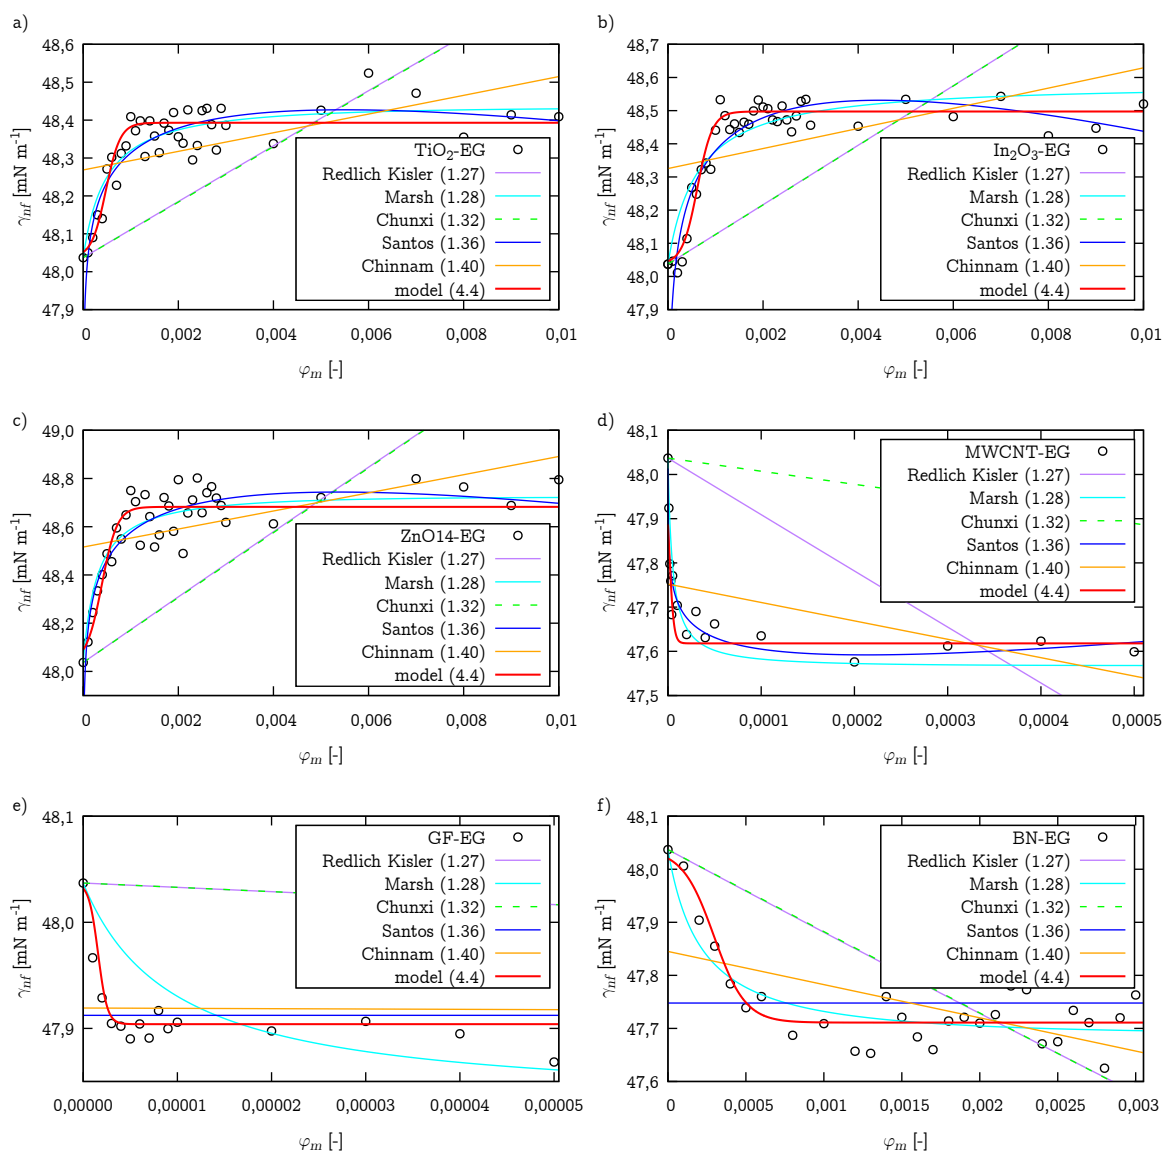 a)
48,6
48,5
48,4
48,3
48,2
48,1
48,0
47,9
γnf [mN m-1]
TiO2-EG
Redlich Kisler (1.27)
Marsh (1.28)
Chunxi (1.32)
Santos (1.36)
Chinnam (1.40)
model (4.4)
0 0,002 0,004 0,006 0,008 0,01
φm [-]
b)
48,7
48,6
48,5
48,4
48,3
48,2
48,1
48,0
47,9
γnf [mN m-1]
In2O3-EG
Redlich Kisler (1.27)
Marsh (1.28)
Chunxi (1.32)
Santos (1.36)
Chinnam (1.40)
model (4.4)
0 0,002 0,004 0,006 0,008 0,01
φm [-]
c)
49,0
48,8
48,6
48,4
48,2
48,0
γnf [mN m-1]
ZnO14-EG
Redlich Kisler (1.27)
Marsh (1.28)
Chunxi (1.32)
Santos (1.36)
Chinnam (1.40)
model (4.4)
0 0,002 0,004 0,006 0,008 0,01
φm [-]
d)
48,1
48,0
47,9
47,8
47,7
47,6
47,5
γnf [mN m-1]
MWCNT-EG
Redlich Kisler (1.27)
Marsh (1.28)
Chunxi (1.32)
Santos (1.36)
Chinnam (1.40)
model (4.4)
0 0,0001 0,0002 0,0003 0,0004 0,0005
φm [-]
e)
48,1
48,0
47,9
γnf [mN m-1]
GF-EG
Redlich Kisler (1.27)
Marsh (1.28)
Chunxi (1.32)
Santos (1.36)
Chinnam (1.40)
model (4.4)
0,00000 0,00001 0,00002 0,00003 0,00004 0,00005
φm [-]
f)
48,1
48,0
47,9
47,8
47,7
47,6
γnf [mN m-1]
BN-EG
Redlich Kisler (1.27)
Marsh (1.28)
Chunxi (1.32)
Santos (1.36)
Chinnam (1.40)
model (4.4)
0 0,0005 0,001 0,0015 0,002 0,0025 0,003
φm [-]